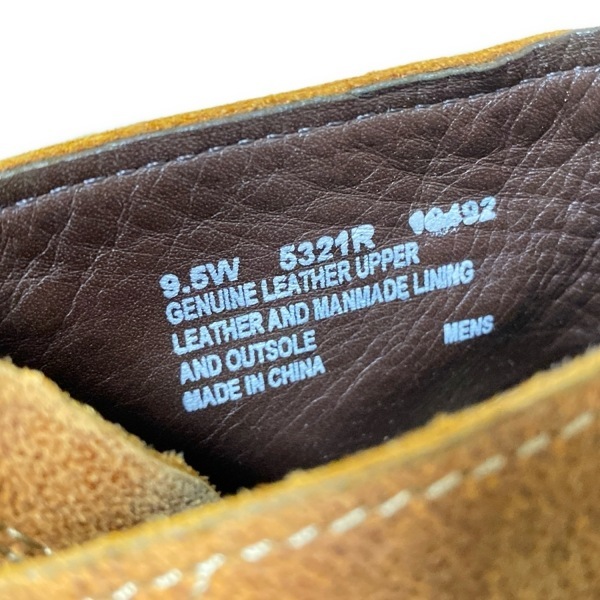 9.5W 5321R 10492
GENUINE LEATHER UPPER
LEATHER AND MANMADE LINING
AND OUTSOLE MENS
MADE IN CHINA